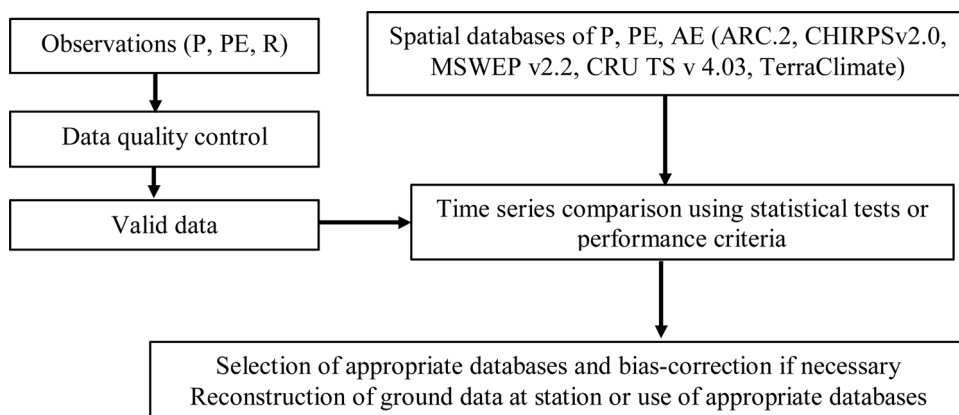 Observations (P, PE, R)
Data quality control
Valid data
Spatial databases of P, PE, AE (ARC.2, CHIRPSv2.0,
MSWEP v2.2, CRU TS v 4.03, TerraClimate)
Time series comparison using statistical tests or
performance criteria
Selection of appropriate databases and bias-correction if necessary
Reconstruction of ground data at station or use of appropriate databases